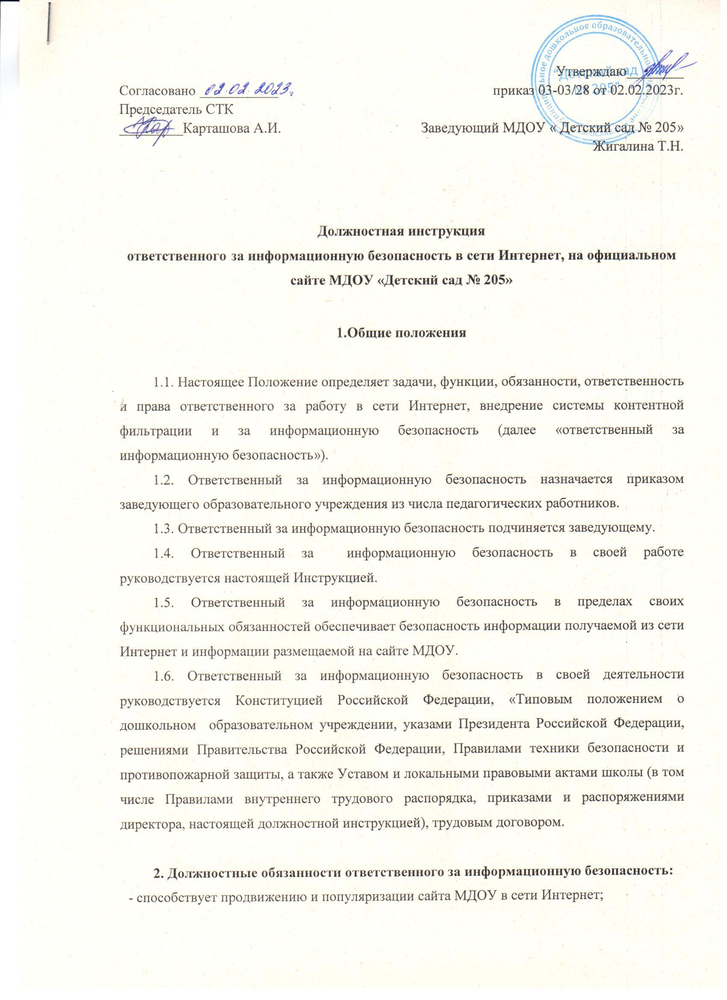 Утверждаю
Согласовано 02.02.2023г.
приказ 03-03/28 от 02.02.2023г.
Председатель СТК
Карташова А.И.
Заведующий МДОУ « Детский сад № 205»
Жигалина Т.Н.
дошкольное образовательное
"Детский сад
№ 205"
Должностная инструкция
ответственного за информационную безопасность в сети Интернет, на официальном
сайте МДОУ «Детский сад № 205»
1.Общие положения
1.1. Настоящее Положение определяет задачи, функции, обязанности, ответственность
и права ответственного за работу в сети Интернет, внедрение системы контентной
фильтрации и за информационную безопасность (далее «ответственный за
информационную безопасность»).
1.2. Ответственный за информационную безопасность назначается приказом
заведующего образовательного учреждения из числа педагогических работников.
1.3. Ответственный за информационную безопасность подчиняется заведующему.
1.4. Ответственный за информационную безопасность в своей работе
руководствуется настоящей Инструкцией.
1.5. Ответственный за информационную безопасность в пределах своих
функциональных обязанностей обеспечивает безопасность информации получаемой из сети
Интернет и информации размещаемой на сайте МДОУ.
1.6. Ответственный за информационную безопасность в своей деятельности
руководствуется Конституцией Российской Федерации, «Типовым положением о
дошкольном образовательном учреждении, указами Президента Российской Федерации,
решениями Правительства Российской Федерации, Правилами техники безопасности и
противопожарной защиты, а также Уставом и локальными правовыми актами школы (в том
числе Правилами внутреннего трудового распорядка, приказами и распоряжениями
директора, настоящей должностной инструкцией), трудовым договором.
2. Должностные обязанности ответственного за информационную безопасность:
- способствует продвижению и популяризации сайта МДОУ в сети Интернет;